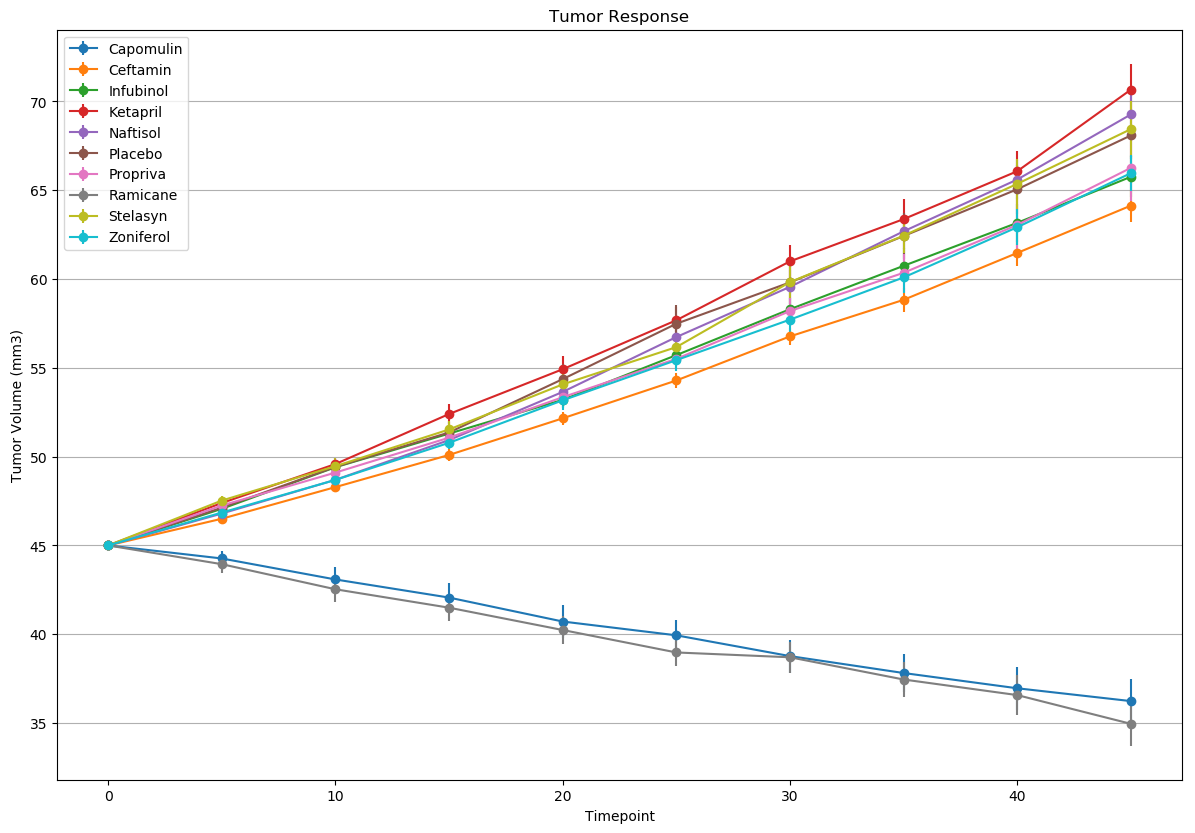 Tumor Response
Capomulin
Ceftamin
Infubinol
Ketapril
Naftisol
Placebo
Propriva
Ramicane
Stelasyn
Zoniferol
Tumor Volume (mm3)
70
65
60
55
50
45
40
35
0 10 20 30 40
Timepoint